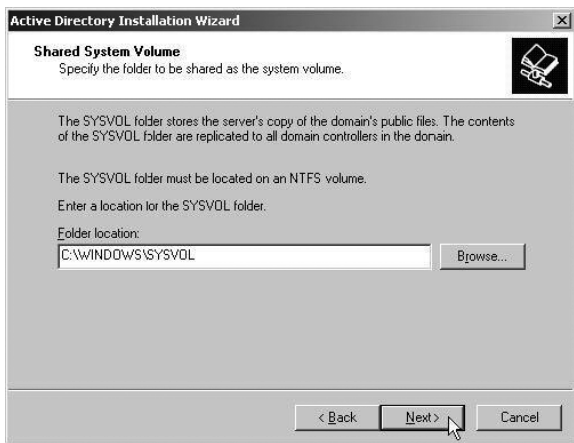 Active Directory Installation Wizard
Shared System Volume
Specify the folder to be shared as the system volume.
The SYSVOL folder stores the server's copy of the domain's public files. The contents
of the SYSVOL folder are replicated to all domain controllers in the domain.
The SYSVOL folder must be located on an NTFS volume.
Enter a location for the SYSVOL folder.
Folder location:
C:\WINDOWS\SYSVOL
Browse...
< Back
Next >
Cancel